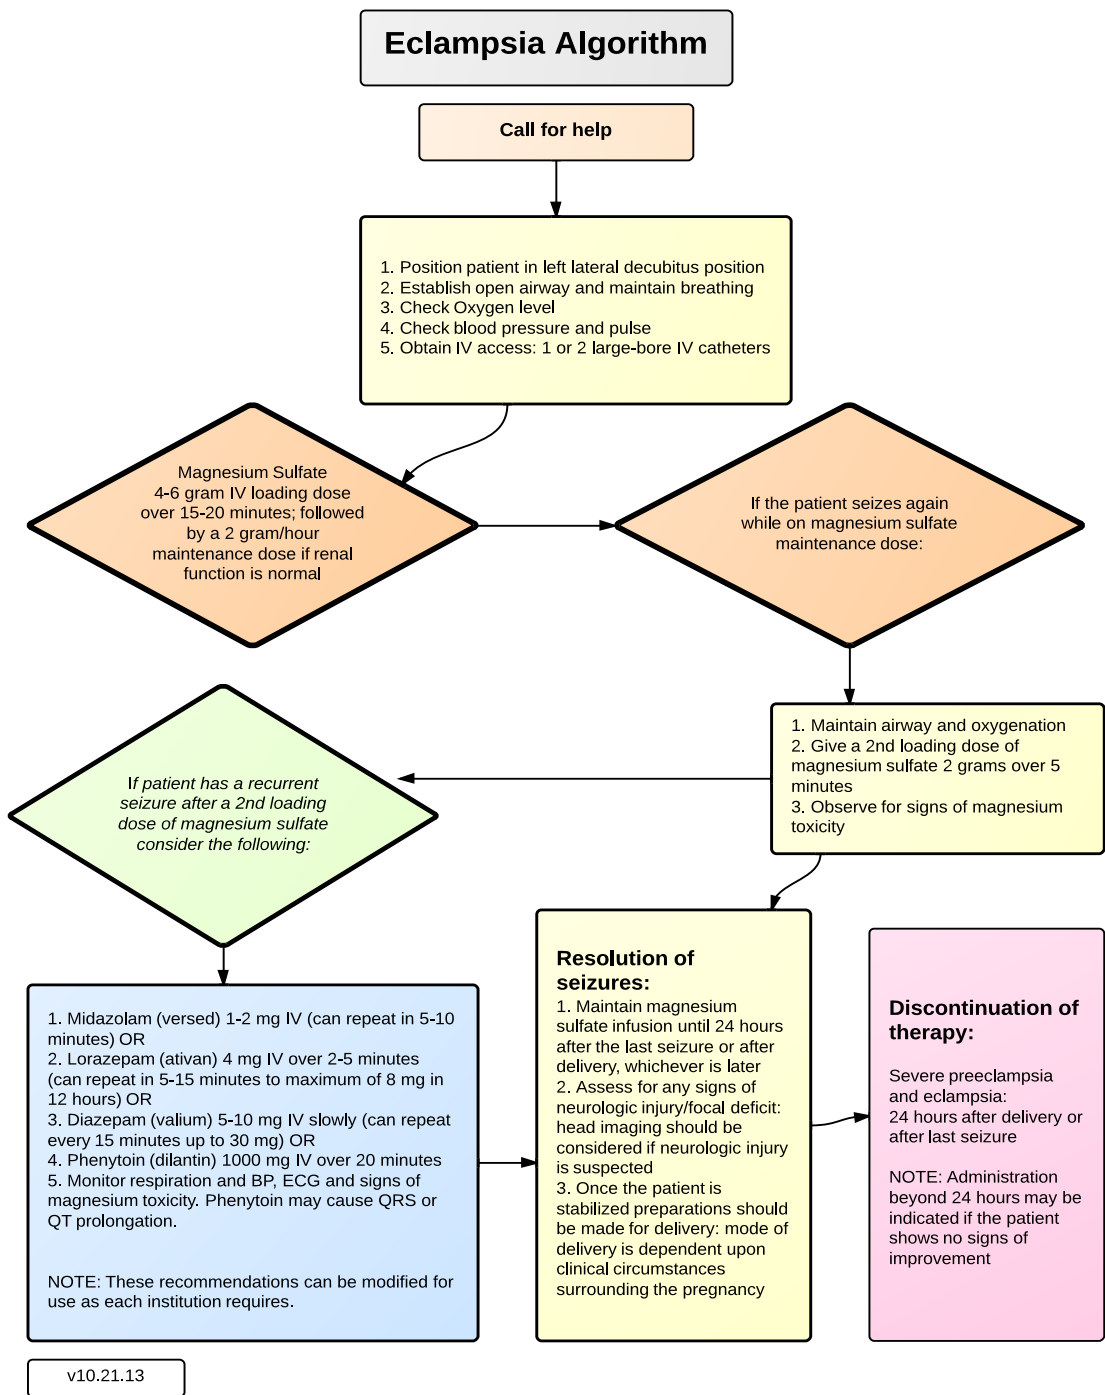 Eclampsia Algorithm
Call for help
1. Position patient in left lateral decubitus position
2. Establish open airway and maintain breathing
3. Check Oxygen level
4. Check blood pressure and pulse
5. Obtain IV access: 1 or 2 large-bore IV catheters
Magnesium Sulfate
4-6 gram IV loading dose
over 15-20 minutes; followed
by a 2 gram/hour
maintenance dose if renal
function is normal
If the patient seizes again
while on magnesium sulfate
maintenance dose:
1. Maintain airway and oxygenation
2. Give a 2nd loading dose of
magnesium sulfate 2 grams over 5
minutes
3. Observe for signs of magnesium
toxicity
If patient has a recurrent
seizure after a 2nd loading
dose of magnesium sulfate
consider the following:
1. Midazolam (versed) 1-2 mg IV (can repeat in 5-10
minutes) OR
2. Lorazepam (ativan) 4 mg IV over 2-5 minutes
(can repeat in 5-15 minutes to maximum of 8 mg in
12 hours) OR
3. Diazepam (valium) 5-10 mg IV slowly (can repeat
every 15 minutes up to 30 mg) OR
4. Phenytoin (dilantin) 1000 mg IV over 20 minutes
5. Monitor respiration and BP, ECG and signs of
magnesium toxicity. Phenytoin may cause QRS or
QT prolongation.
NOTE: These recommendations can be modified for
use as each institution requires.
Resolution of
seizures:
1. Maintain magnesium
sulfate infusion until 24 hours
after the last seizure or after
delivery, whichever is later
2. Assess for any signs of
neurologic injury/focal deficit:
head imaging should be
considered if neurologic injury
is suspected
3. Once the patient is
stabilized preparations should
be made for delivery: mode of
delivery is dependent upon
clinical circumstances
surrounding the pregnancy
Discontinuation of
therapy:
Severe preeclampsia
and eclampsia:
24 hours after delivery or
after last seizure
NOTE: Administration
beyond 24 hours may be
indicated if the patient
shows no signs of
improvement
v10.21.13